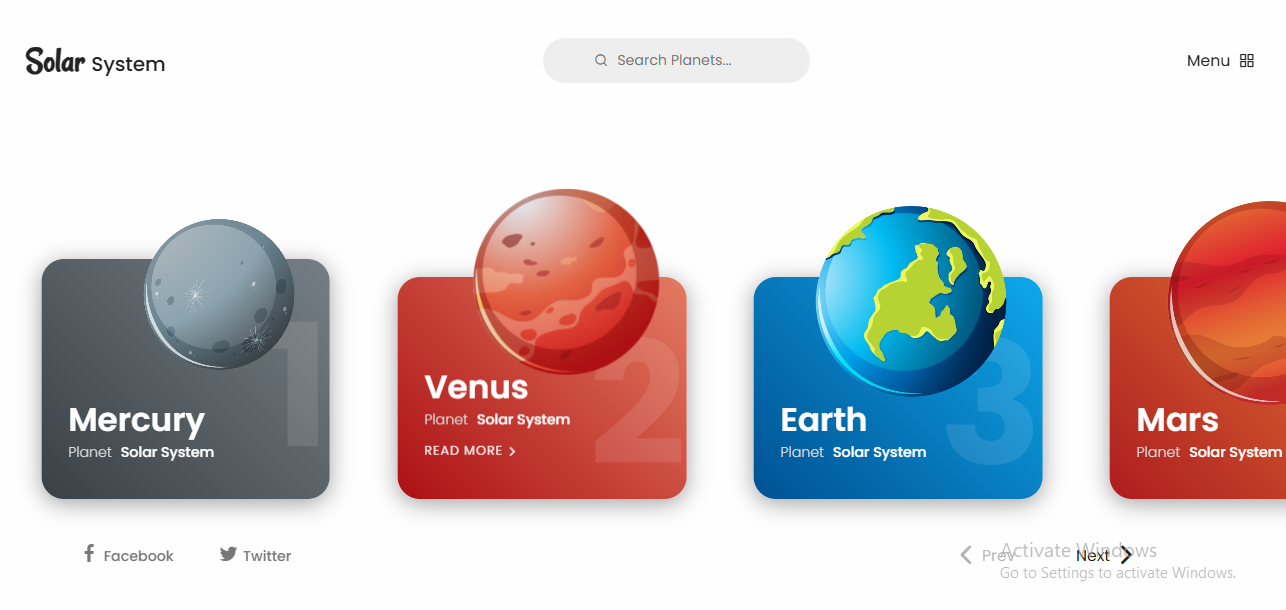 Solar System
Search Planets...
Menu
1
Mercury
Planet Solar System
2
Venus
Planet Solar System
READ MORE
3
Earth
Planet Solar System
Mars
Planet Solar System
Facebook
Twitter
Prev
Next
Activate Windows
Go to Settings to activate Windows.